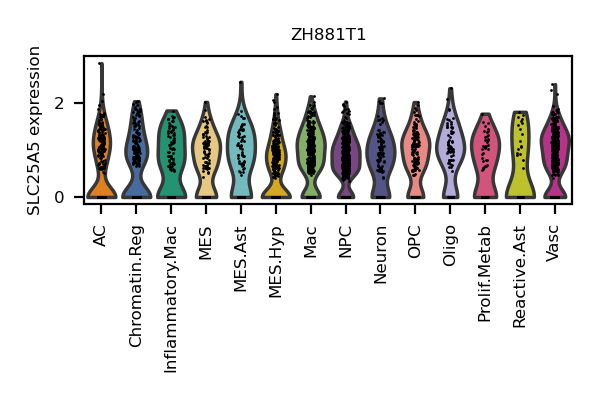 ZH881T1
SLC25A5 expression
2
0
AC
Chromatin.Reg
Inflammatory.Mac
MES
MES.Ast
MES.Hyp
Mac
NPC
Neuron
OPC
Oligo
Prolif.Metab
Reactive.Ast
Vasc